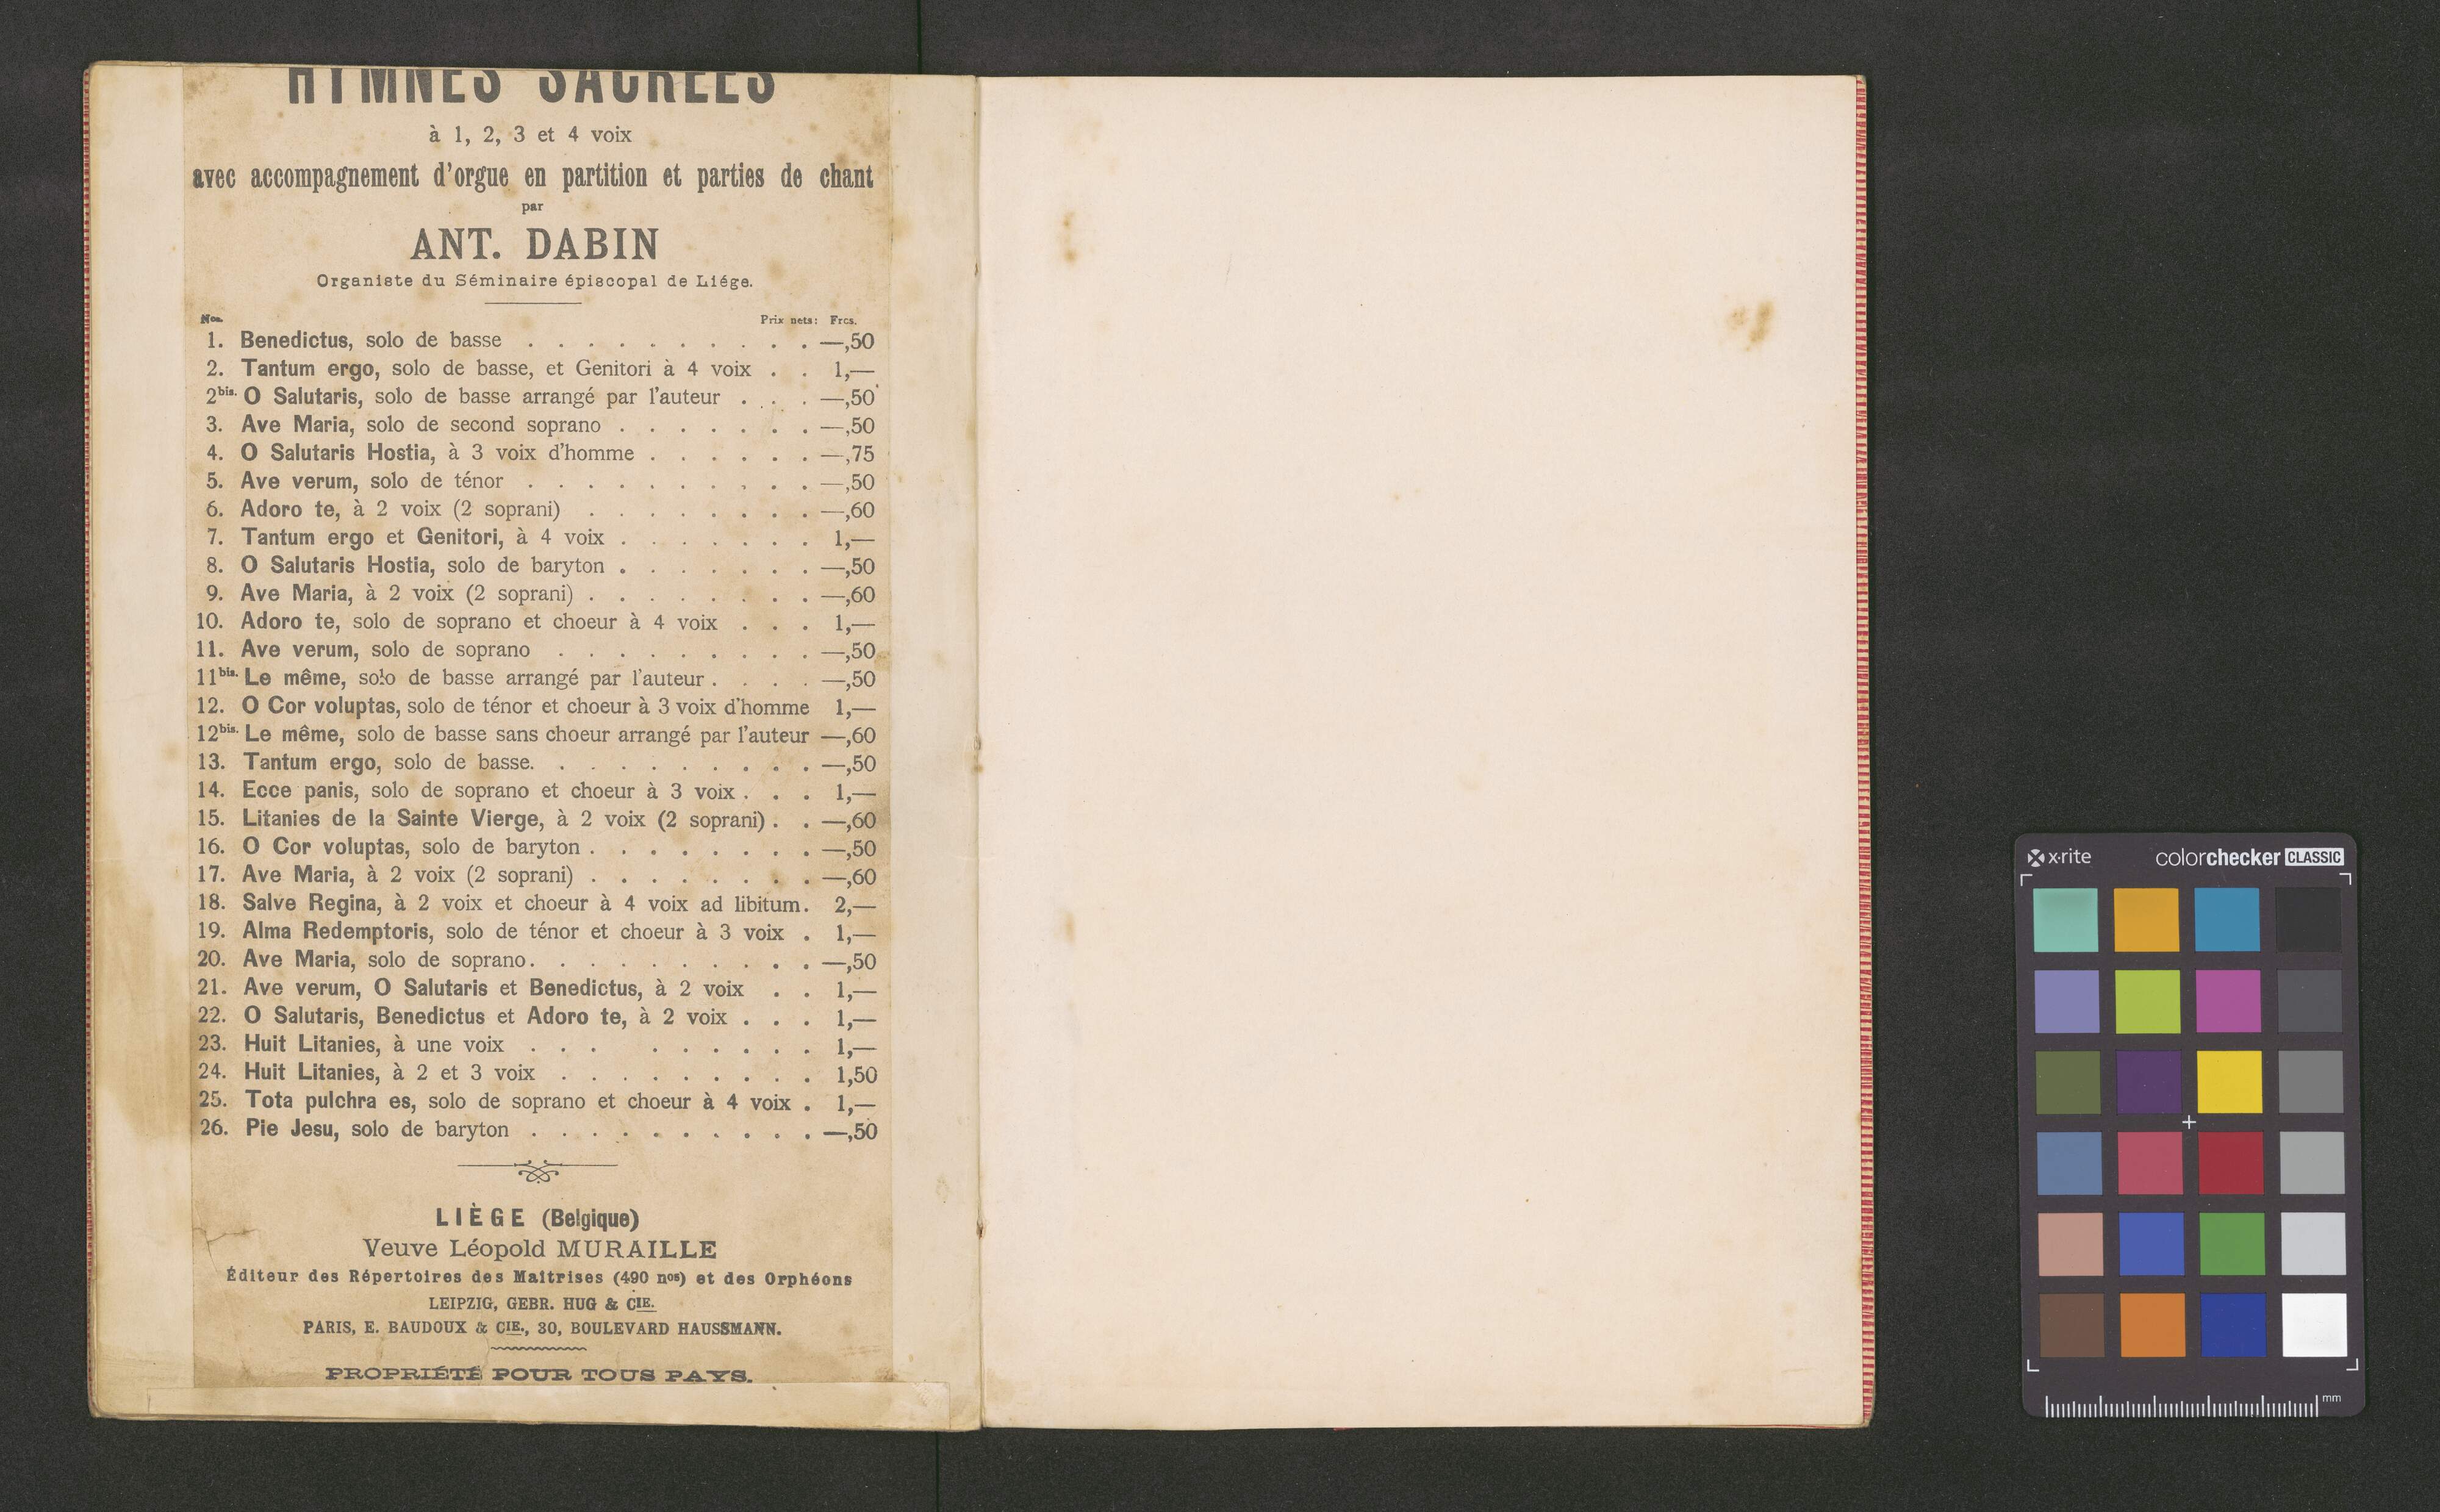 HYMNES SACRÉES
à 1, 2, 3 et 4 voix
avec accompagnement d'orgue en partition et parties de chant
par
ANT. DABIN
Organiste du Séminaire épiscopal de Liége.
Nos. Prix nets: Frcs.
1. Benedictus, solo de basse . . . . . . . . . . —,50
2. Tantum ergo, solo de basse, et Genitori à 4 voix . . 1,—
2bis. O Salutaris, solo de basse arrangé par l'auteur . . . —,50
3. Ave Maria, solo de second soprano . . . . . . . —,50
4. O Salutaris Hostia, à 3 voix d'homme . . . . . . —,75
5. Ave verum, solo de ténor . . . . . . . . . . —,50
6. Adoro te, à 2 voix (2 soprani) . . . . . . . . —,60
7. Tantum ergo et Genitori, à 4 voix . . . . . . . 1,—
8. O Salutaris Hostia, solo de baryton . . . . . . . —,50
9. Ave Maria, à 2 voix (2 soprani) . . . . . . . . —,60
10. Adoro te, solo de soprano et choeur à 4 voix . . . 1,—
11. Ave verum, solo de soprano . . . . . . . . . —,50
11bis. Le même, solo de basse arrangé par l'auteur . . . . —,50
12. O Cor voluptas, solo de ténor et choeur à 3 voix d'homme 1,—
12bis. Le même, solo de basse sans choeur arrangé par l'auteur —,60
13. Tantum ergo, solo de basse. . . . . . . . . . —,50
14. Ecce panis, solo de soprano et choeur à 3 voix . . . 1,—
15. Litanies de la Sainte Vierge, à 2 voix (2 soprani) . . —,60
16. O Cor voluptas, solo de baryton . . . . . . . . —,50
17. Ave Maria, à 2 voix (2 soprani) . . . . . . . . —,60
18. Salve Regina, à 2 voix et choeur à 4 voix ad libitum. 2,—
19. Alma Redemptoris, solo de ténor et choeur à 3 voix . 1,—
20. Ave Maria, solo de soprano . . . . . . . . . . —,50
21. Ave verum, O Salutaris et Benedictus, à 2 voix . . 1,—
22. O Salutaris, Benedictus et Adoro te, à 2 voix . . . 1,—
23. Huit Litanies, à une voix . . . . . . . . . 1,—
24. Huit Litanies, à 2 et 3 voix . . . . . . . . . 1,50
25. Tota pulchra es, solo de soprano et choeur à 4 voix . 1,—
26. Pie Jesu, solo de baryton . . . . . . . . . . —,50
LIÈGE (Belgique)
Veuve Léopold MURAILLE
Éditeur des Répertoires des Maîtrises (490 nos) et des Orphéons
LEIPZIG, GEBR. HUG & CIE.
PARIS, E. BAUDOUX & CIE., 30, BOULEVARD HAUSSMANN.
PROPRIÉTÉ POUR TOUS PAYS.
x·rite colorchecker CLASSIC
mm